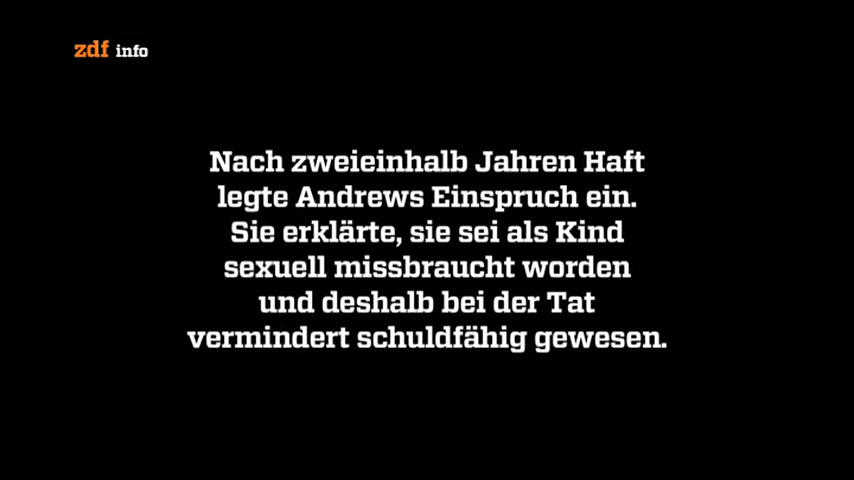 zdf info
Nach zweieinhalb Jahren Haft
legte Andrews Einspruch ein.
Sie erklärte, sie sei als Kind
sexuell missbraucht worden
und deshalb bei der Tat
vermindert schuldfähig gewesen.